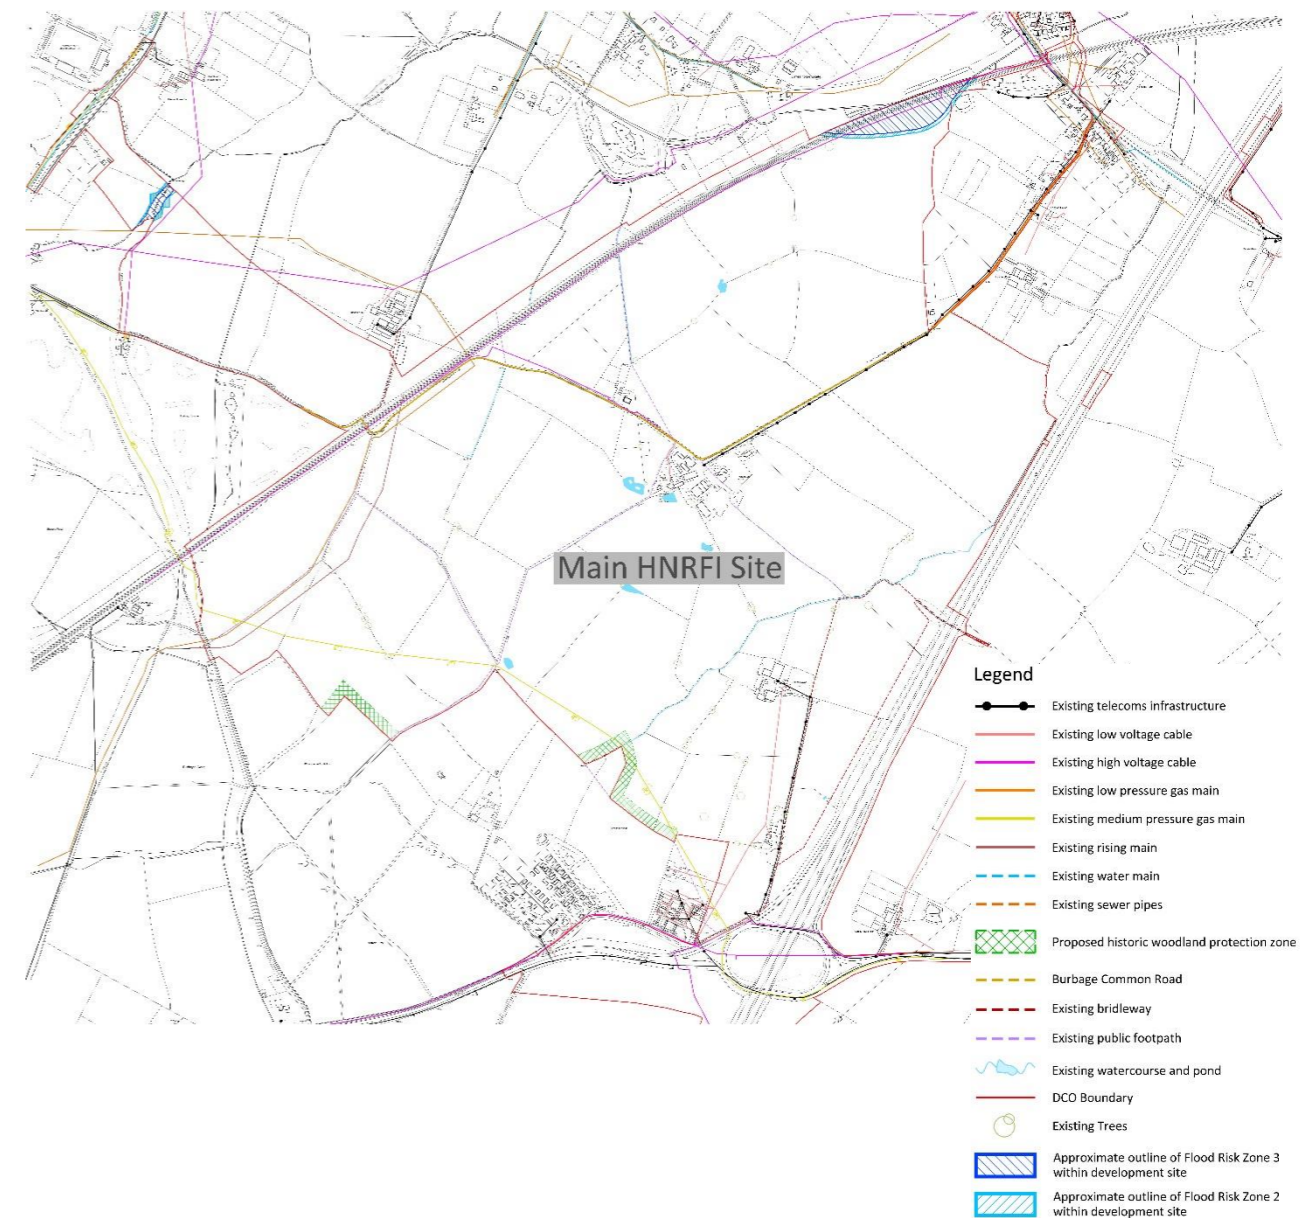 Main HNRFI Site
Legend
Existing telecoms infrastructure
Existing low voltage cable
Existing high voltage cable
Existing low pressure gas main
Existing medium pressure gas main
Existing rising main
Existing water main
Existing sewer pipes
Proposed historic woodland protection zone
Burbage Common Road
Existing bridleway
Existing public footpath
Existing watercourse and pond
DCO Boundary
Existing Trees
Approximate outline of Flood Risk Zone 3
within development site
Approximate outline of Flood Risk Zone 2
within development site